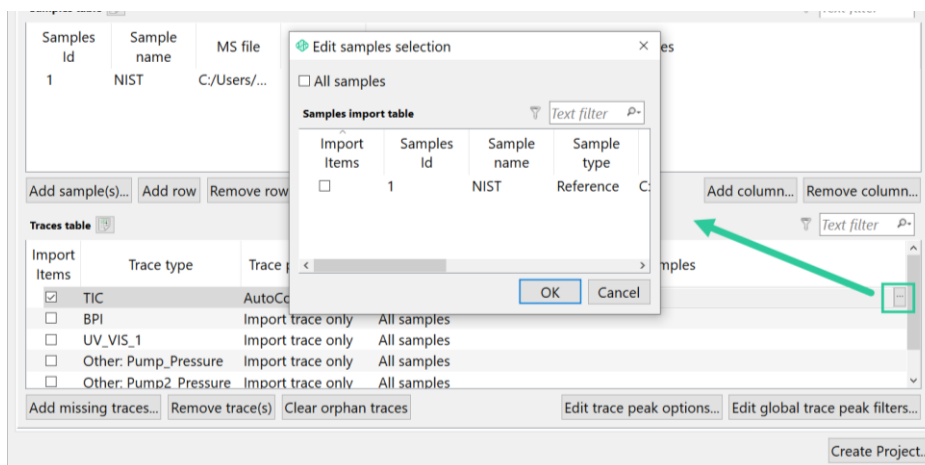 Samples table
Text filter
Samples Id
Sample name
MS file
es
1
NIST
C:/Users/...
Edit samples selection
All samples
Samples import table
Text filter
Import Items
Samples Id
Sample name
Sample type
1
NIST
Reference
C:
OK
Cancel
Add sample(s)...
Add row
Remove row
Add column...
Remove column...
Traces table
Text filter
Import Items
Trace type
Trace p
mples
TIC
AutoCo
...
BPI
Import trace only
All samples
UV_VIS_1
Import trace only
All samples
Other: Pump_Pressure
Import trace only
All samples
Other: Pump2_Pressure
Import trace only
All samples
Add missing traces...
Remove trace(s)
Clear orphan traces
Edit trace peak options...
Edit global trace peak filters...
Create Project..